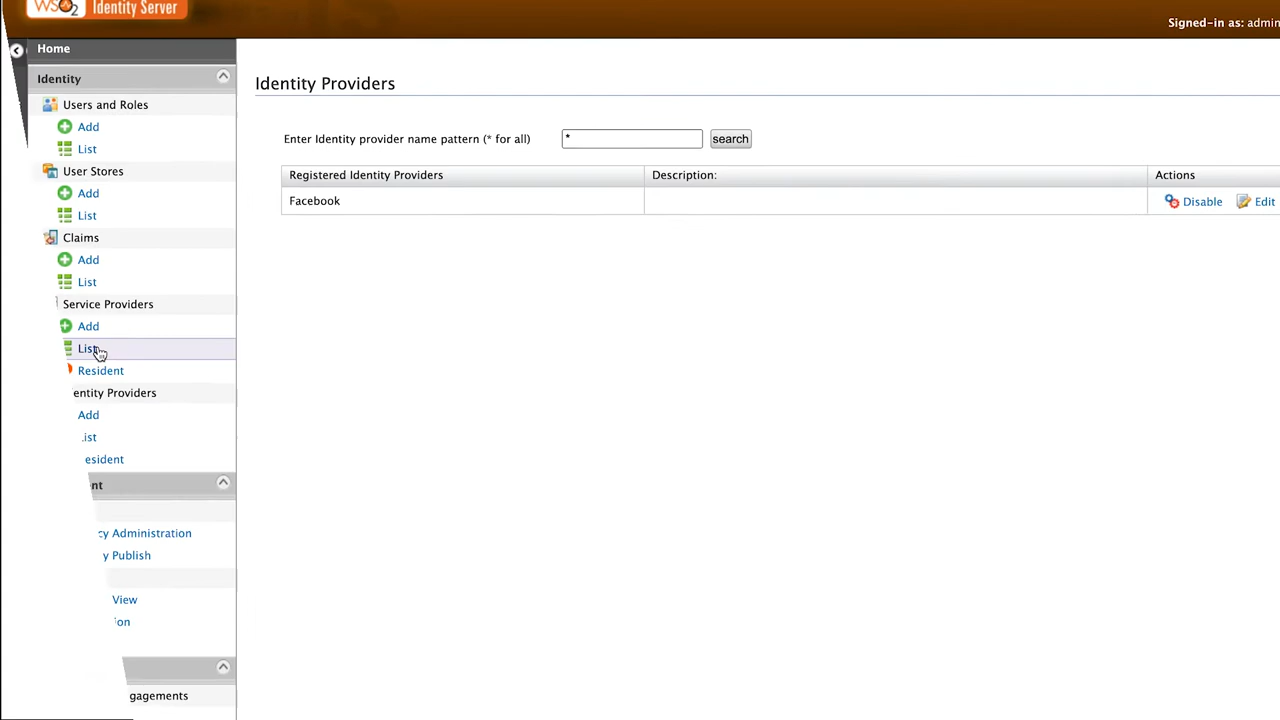 WSO2 Identity Server
Signed-in as: admin
Home
Identity
Users and Roles
Add
List
User Stores
Add
List
Claims
Add
List
Service Providers
Add
List
Resident
entity Providers
Add
ist
esident
nt
cy Administration
y Publish
View
ion
gagements
Identity Providers
Enter Identity provider name pattern (* for all)
*
search
Registered Identity Providers
Description:
Actions
Facebook
Disable
Edit